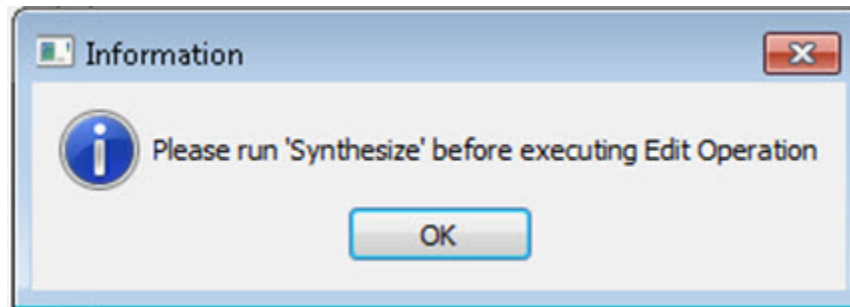 Information
Please run 'Synthesize' before executing Edit Operation
OK